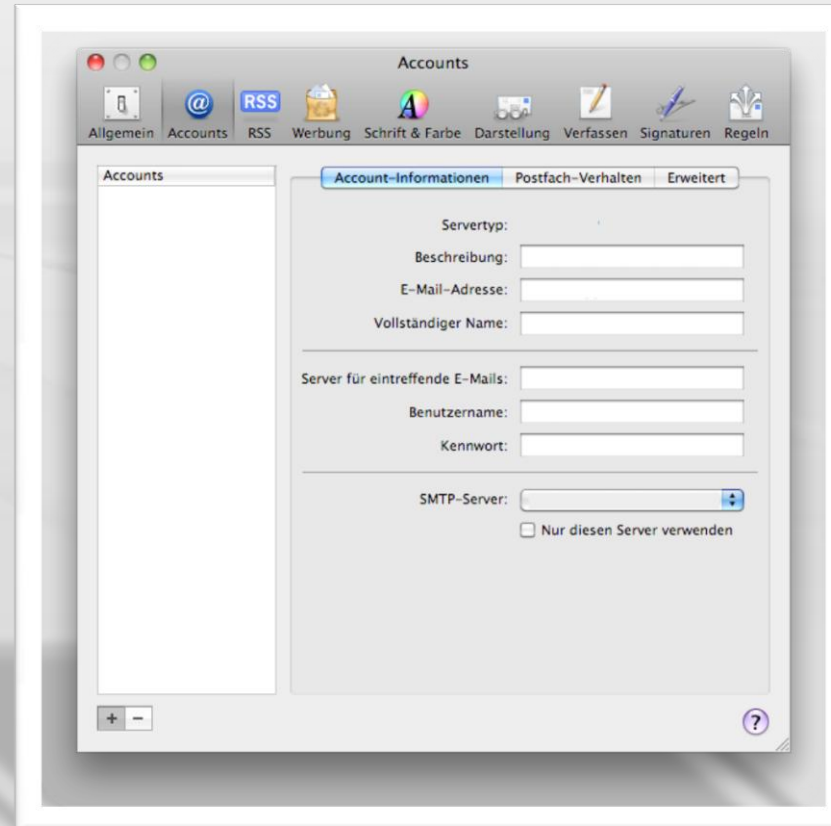 Accounts
RSS
Allgemein Accounts RSS Werbung Schrift & Farbe Darstellung Verfassen Signaturen Regeln
Accounts
Account-Informationen Postfach-Verhalten Erweitert
Servertyp:
Beschreibung:
E-Mail-Adresse:
Vollständiger Name:
Server für eintreffende E-Mails:
Benutzername:
Kennwort:
SMTP-Server:
Nur diesen Server verwenden